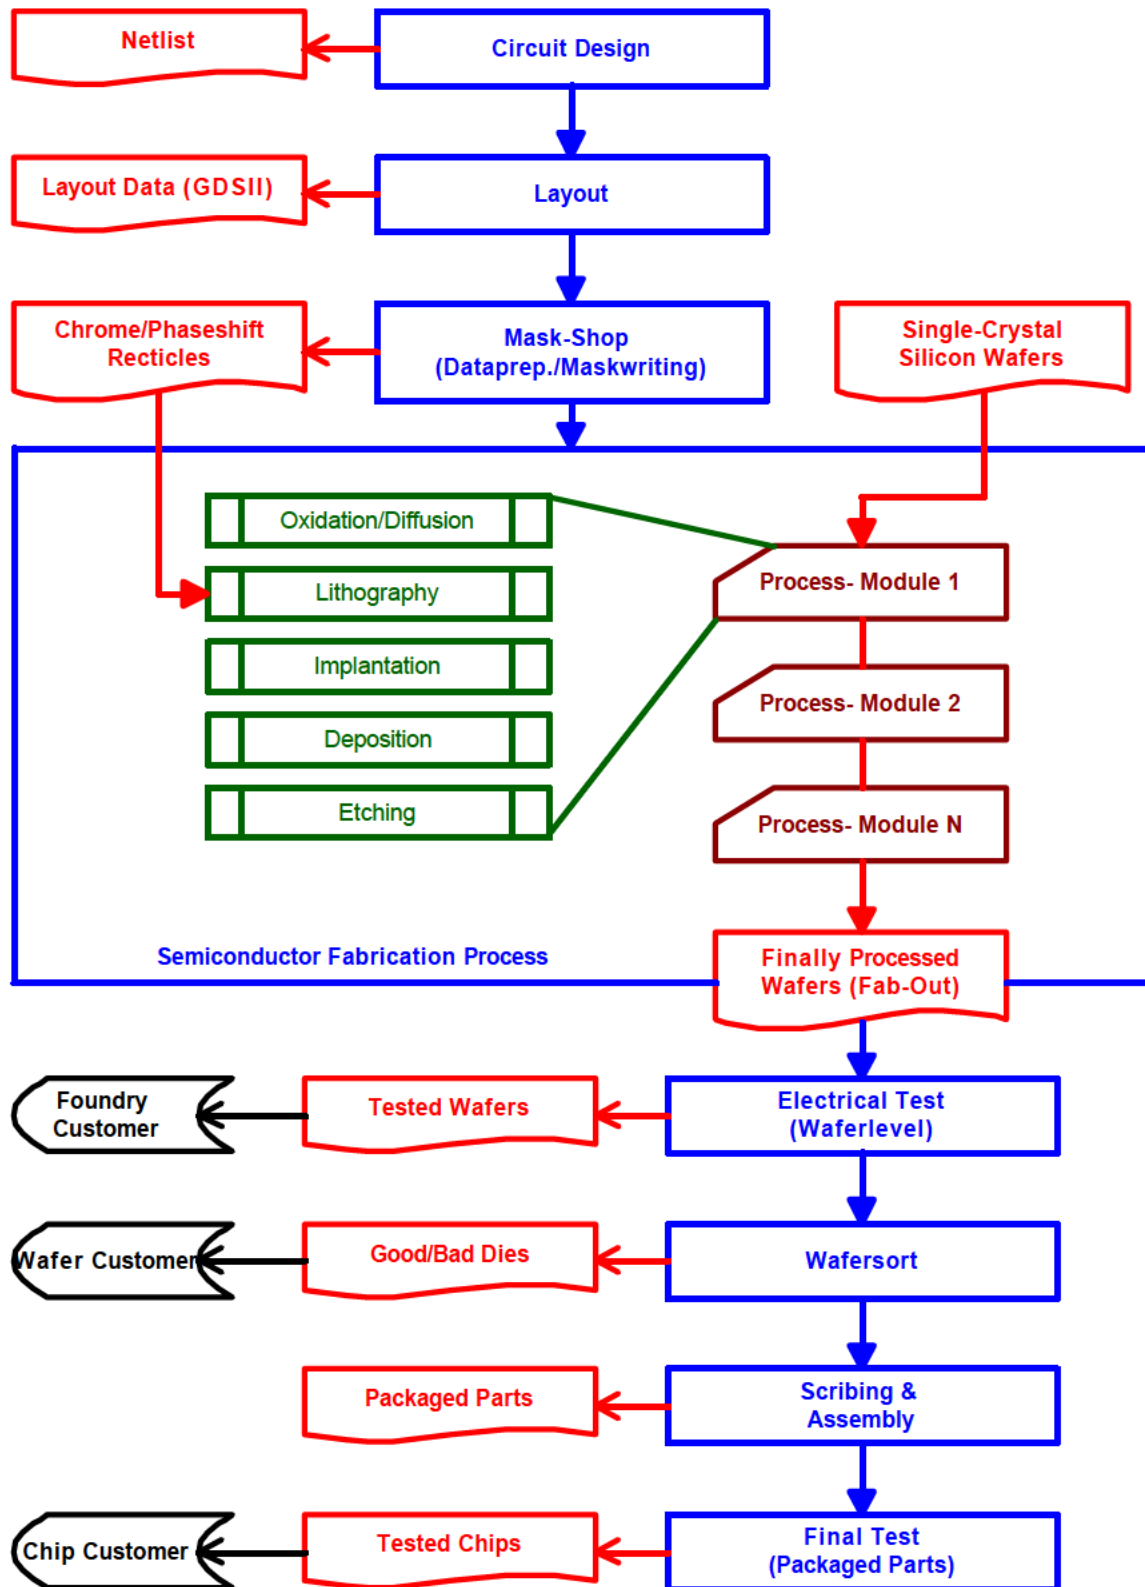 Netlist
Circuit Design
Layout Data (GDSII)
Layout
Chrome/Phaseshift
Recticles
Mask-Shop
(Dataprep./Maskwriting)
Single-Crystal
Silicon Wafers
Oxidation/Diffusion
Lithography
Implantation
Deposition
Etching
Process- Module 1
Process- Module 2
Process- Module N
Semiconductor Fabrication Process
Finally Processed
Wafers (Fab-Out)
Foundry
Customer
Tested Wafers
Electrical Test
(Waferlevel)
Wafer Customer
Good/Bad Dies
Wafersort
Packaged Parts
Scribing &
Assembly
Chip Customer
Tested Chips
Final Test
(Packaged Parts)